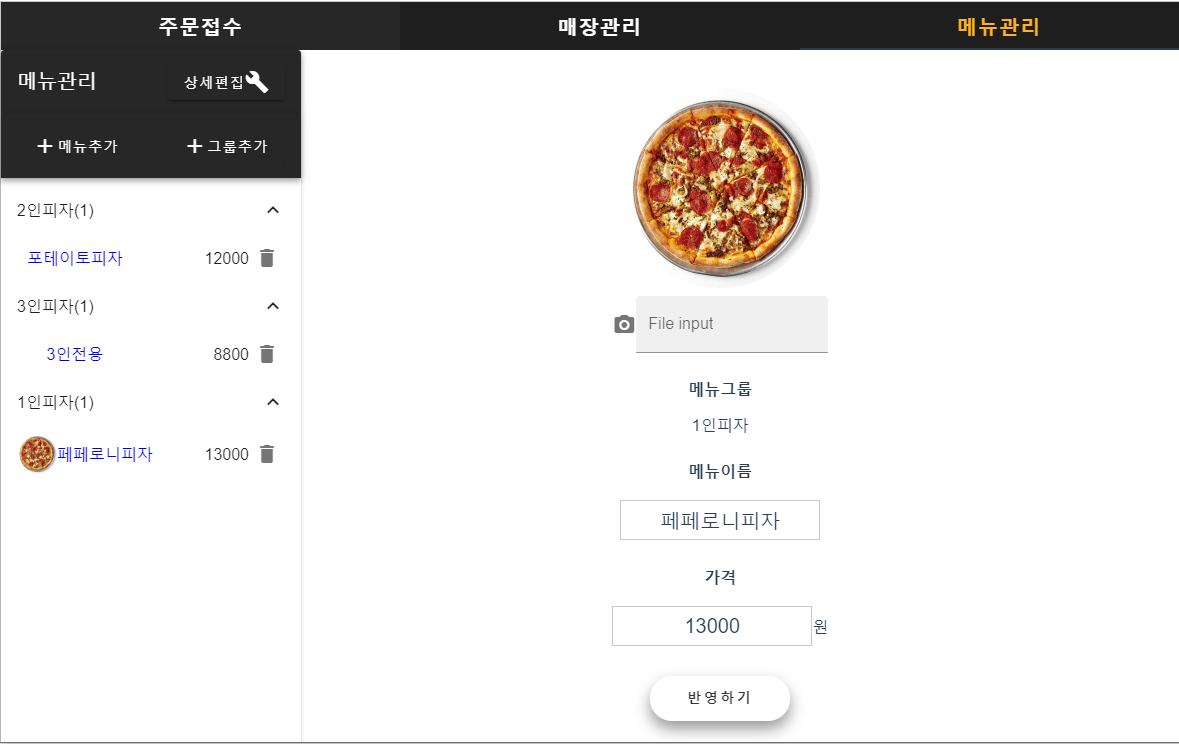 주문접수 매장관리 메뉴관리
메뉴관리 상세편집
메뉴추가 그룹추가
2인피자(1)
포테이토피자 12000
3인피자(1)
3인전용 8800
1인피자(1)
페페로니피자 13000
File input
메뉴그룹
1인피자
메뉴이름
페페로니피자
가격
13000 원
반영하기